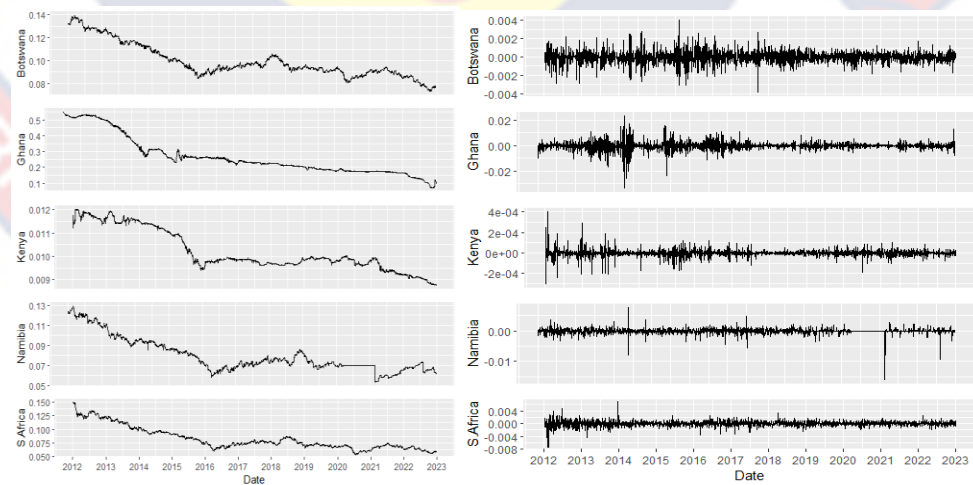 Botswana
0.14
0.12
0.10
0.08
Ghana
0.5
0.4
0.3
0.2
0.1
Kenya
0.012
0.011
0.010
0.009
Nambia
0.13
0.11
0.09
0.07
0.05
S.Africa
0.150
0.125
0.100
0.075
0.050
2012 2013 2014 2015 2016 2017 2018 2019 2020 2021 2022 2023
Date
Botswana
0.004
0.002
0.000
-0.002
-0.004
Ghana
0.02
0.00
-0.02
Kenya
4e-04
2e-04
0e+00
-2e-04
Nambia
0.00
-0.01
S.Africa
0.004
0.000
-0.004
-0.008
2012 2013 2014 2015 2016 2017 2018 2019 2020 2021 2022 2023
Date